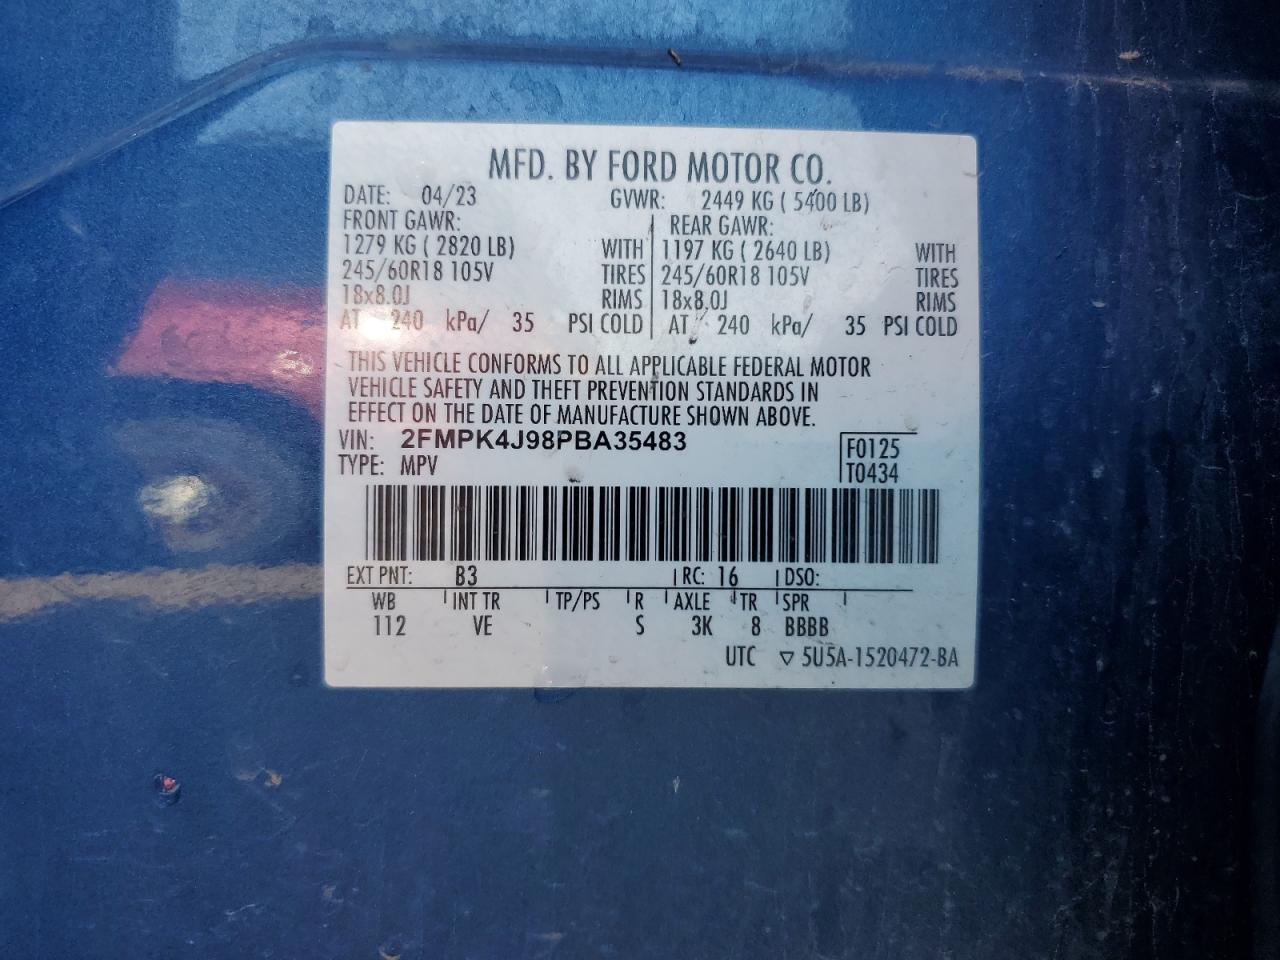 MFD. BY FORD MOTOR CO.
DATE: 04/23 GVWR: 2449 KG ( 5400 LB)
FRONT GAWR: REAR GAWR:
1279 KG ( 2820 LB) WITH 1197 KG ( 2640 LB) WITH
245/60R18 105V TIRES 245/60R18 105V TIRES
18x8.0J RIMS 18x8.0J RIMS
AT 240 kPa/ 35 PSI COLD AT 240 kPa/ 35 PSI COLD
THIS VEHICLE CONFORMS TO ALL APPLICABLE FEDERAL MOTOR
VEHICLE SAFETY AND THEFT PREVENTION STANDARDS IN
EFFECT ON THE DATE OF MANUFACTURE SHOWN ABOVE.
VIN: 2FMPK4J98PBA35483 F0125
TYPE: MPV T0434
EXT PNT: B3 RC: 16 DSO:
WB INT TR TP/PS R AXLE TR SPR
112 VE S 3K 8 BBBB
UTC ▽ 5U5A-1520472-BA